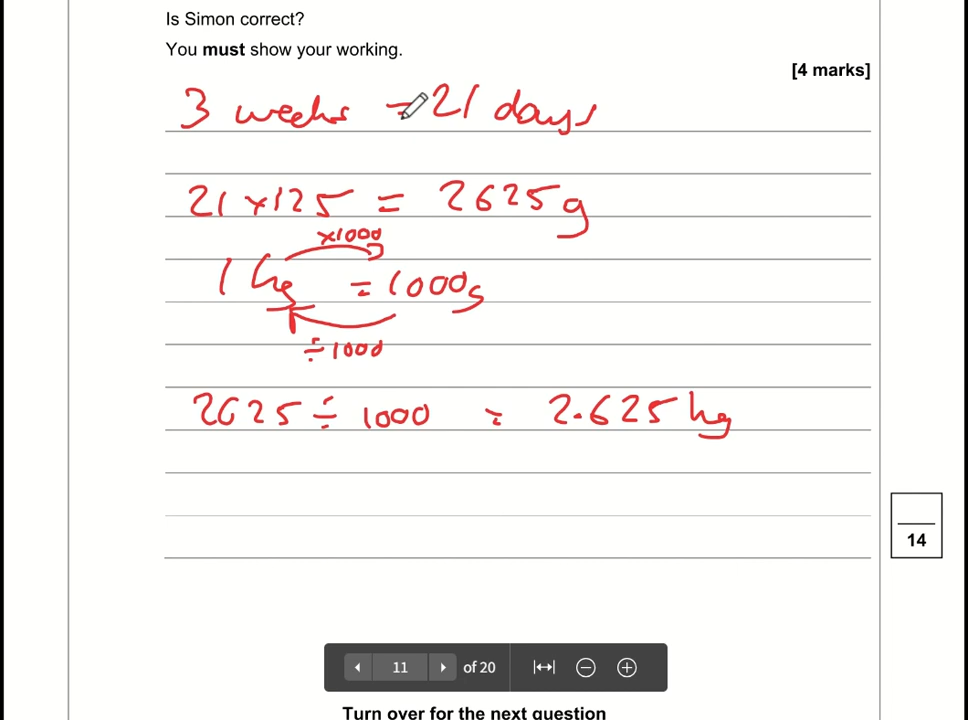 Is Simon correct?
You must show your working.
[4 marks]
3 weeks = 21 days
21 × 125 = 2625g
×1000
1 kg = 1000g
÷ 1000
2625 ÷ 1000 = 2.625 kg
14
11 of 20
Turn over for the next question